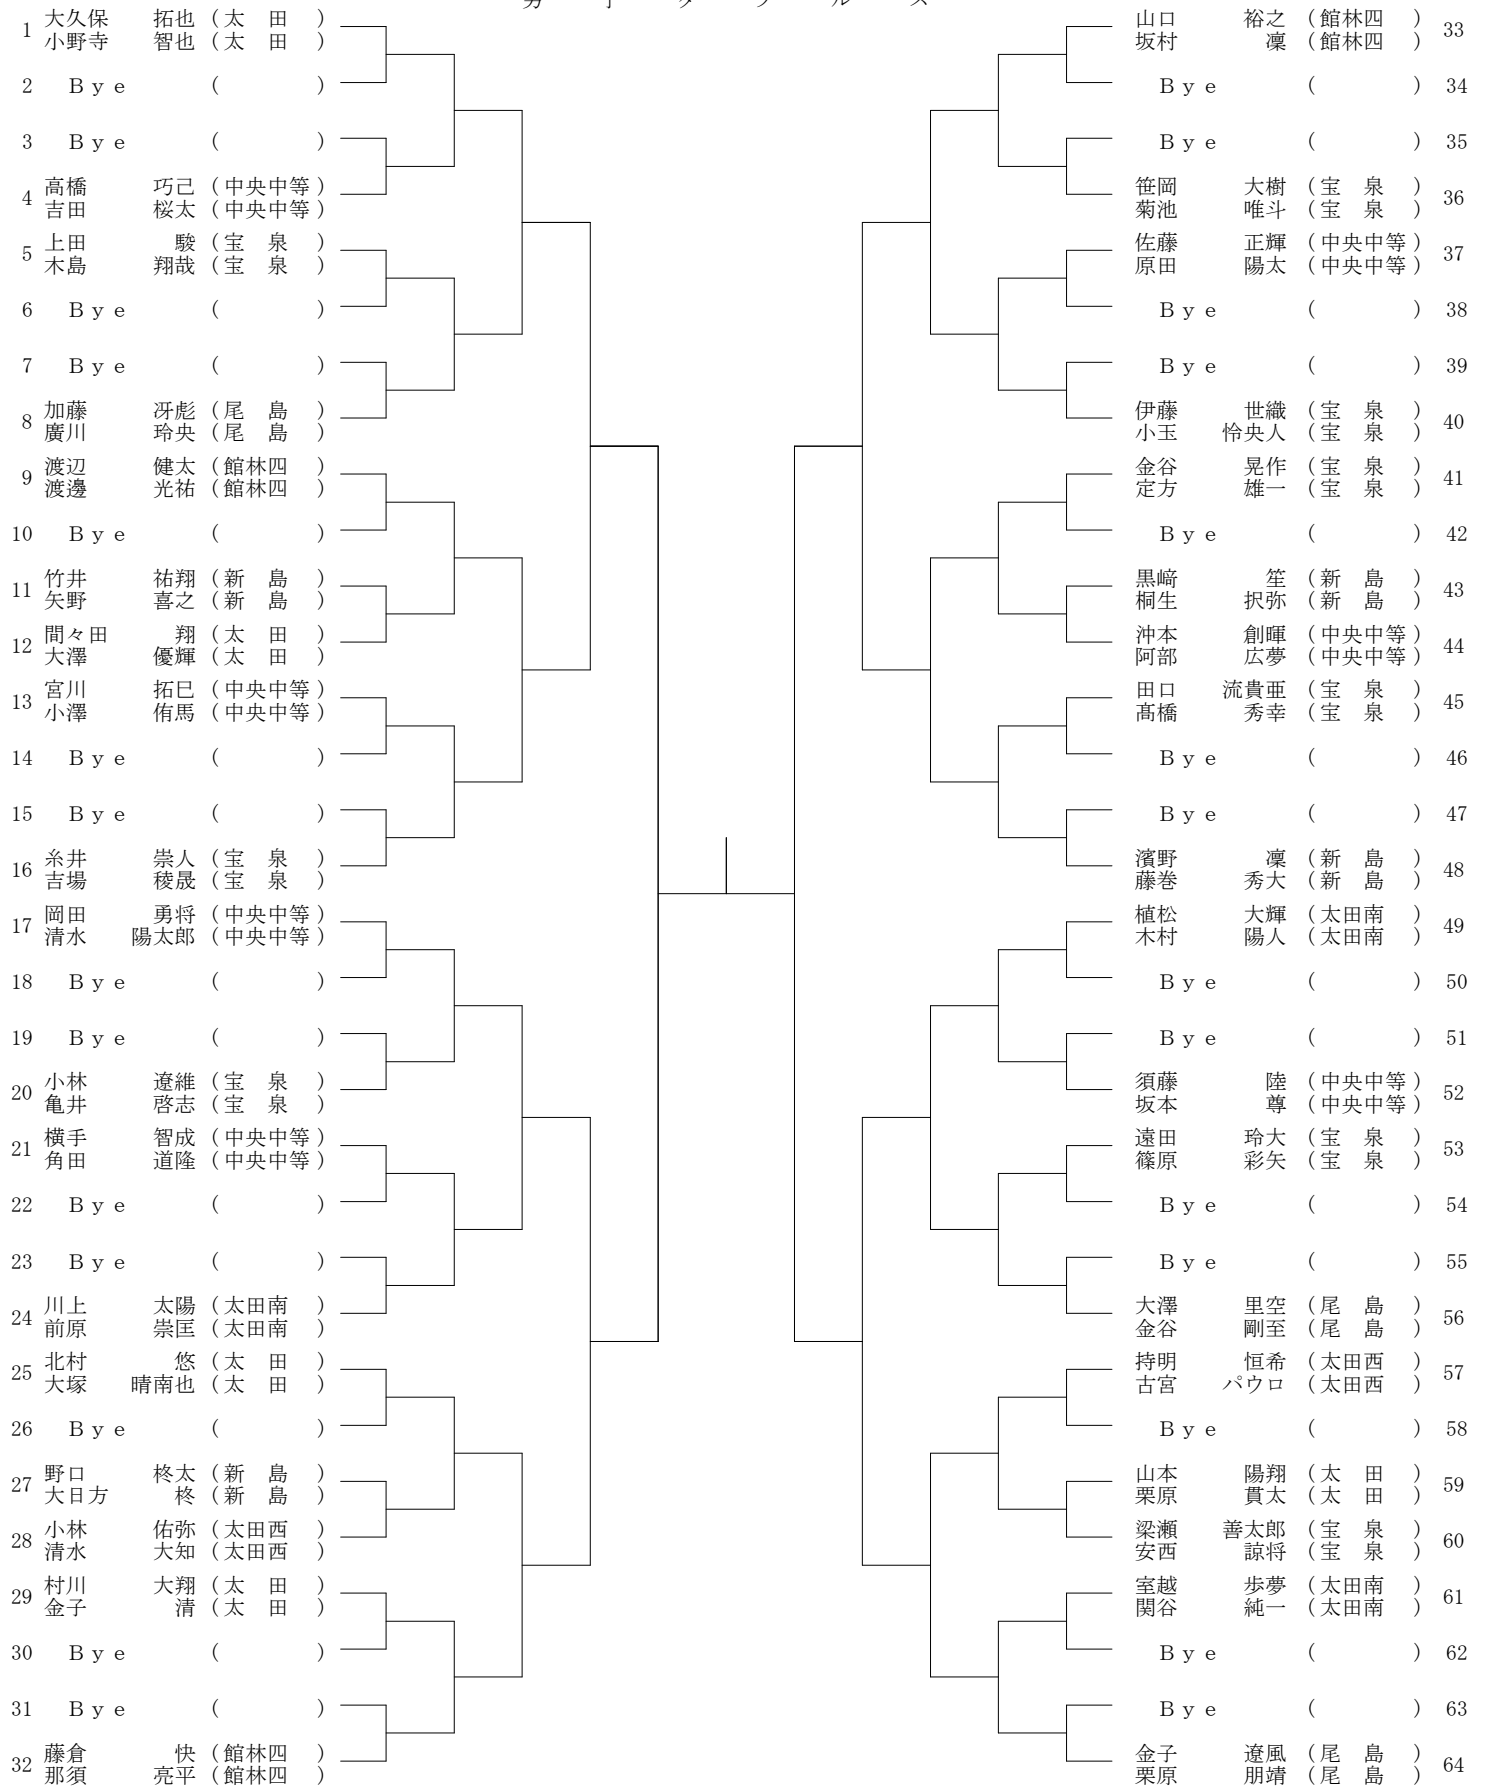 男子ダブルス
1 大久保 拓也 (太 田)
小野寺 智也 (太 田)
2 Bye ( )
3 Bye ( )
4 高橋 巧己 (中央中等)
吉田 桜太 (中央中等)
5 上田 駿 (宝 泉)
木島 翔哉 (宝 泉)
6 Bye ( )
7 Bye ( )
8 加藤 冴彪 (尾 島)
廣川 玲央 (尾 島)
9 渡辺 健太 (館林四)
渡邊 光祐 (館林四)
10 Bye ( )
11 竹井 祐翔 (新 島)
矢野 喜之 (新 島)
12 間々田 翔 (太 田)
大澤 優輝 (太 田)
13 宮川 拓巳 (中央中等)
小澤 侑馬 (中央中等)
14 Bye ( )
15 Bye ( )
16 糸井 崇人 (宝 泉)
吉場 稜晟 (宝 泉)
17 岡田 勇将 (中央中等)
清水 陽太郎 (中央中等)
18 Bye ( )
19 Bye ( )
20 小林 遼維 (宝 泉)
亀井 啓志 (宝 泉)
21 横手 智成 (中央中等)
角田 道隆 (中央中等)
22 Bye ( )
23 Bye ( )
24 川上 太陽 (太田南)
前原 崇匡 (太田南)
25 北村 悠 (太 田)
大塚 晴南也 (太 田)
26 Bye ( )
27 野口 柊太 (新 島)
大日方 柊 (新 島)
28 小林 佑弥 (太田西)
清水 大知 (太田西)
29 村川 大翔 (太 田)
金子 清 (太 田)
30 Bye ( )
31 Bye ( )
32 藤倉 快 (館林四)
那須 亮平 (館林四)
山口 裕之 (館林四) 33
坂村 凜 (館林四)
Bye ( ) 34
Bye ( ) 35
笹岡 大樹 (宝 泉) 36
菊池 唯斗 (宝 泉)
佐藤 正輝 (中央中等) 37
原田 陽太 (中央中等)
Bye ( ) 38
Bye ( ) 39
伊藤 世織 (宝 泉) 40
小玉 怜央人 (宝 泉)
金谷 晃作 (宝 泉) 41
定方 雄一 (宝 泉)
Bye ( ) 42
黒﨑 笙 (新 島) 43
桐生 択弥 (新 島)
沖本 創暉 (中央中等) 44
阿部 広夢 (中央中等)
田口 流貴亜 (宝 泉) 45
髙橋 秀幸 (宝 泉)
Bye ( ) 46
Bye ( ) 47
濱野 凜 (新 島) 48
藤巻 秀大 (新 島)
植松 大輝 (太田南) 49
木村 陽人 (太田南)
Bye ( ) 50
Bye ( ) 51
須藤 陸 (中央中等) 52
坂本 尊 (中央中等)
遠田 玲大 (宝 泉) 53
篠原 彩矢 (宝 泉)
Bye ( ) 54
Bye ( ) 55
大澤 里空 (尾 島) 56
金谷 剛至 (尾 島)
持明 恒希 (太田西) 57
古宮 パウロ (太田西)
Bye ( ) 58
山本 陽翔 (太 田) 59
栗原 貫太 (太 田)
梁瀬 善太郎 (宝 泉) 60
安西 諒将 (宝 泉)
室越 歩夢 (太田南) 61
関谷 純一 (太田南)
Bye ( ) 62
Bye ( ) 63
金子 遼風 (尾 島) 64
栗原 朋靖 (尾 島)